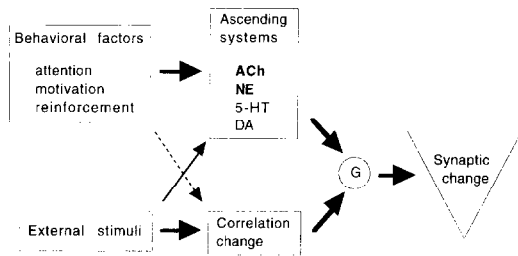 Behavioral factors
attention
motivation
reinforcement
Ascending
systems
ACh
NE
5-HT
DA
G
Synaptic
change
External stimuli
Correlation
change